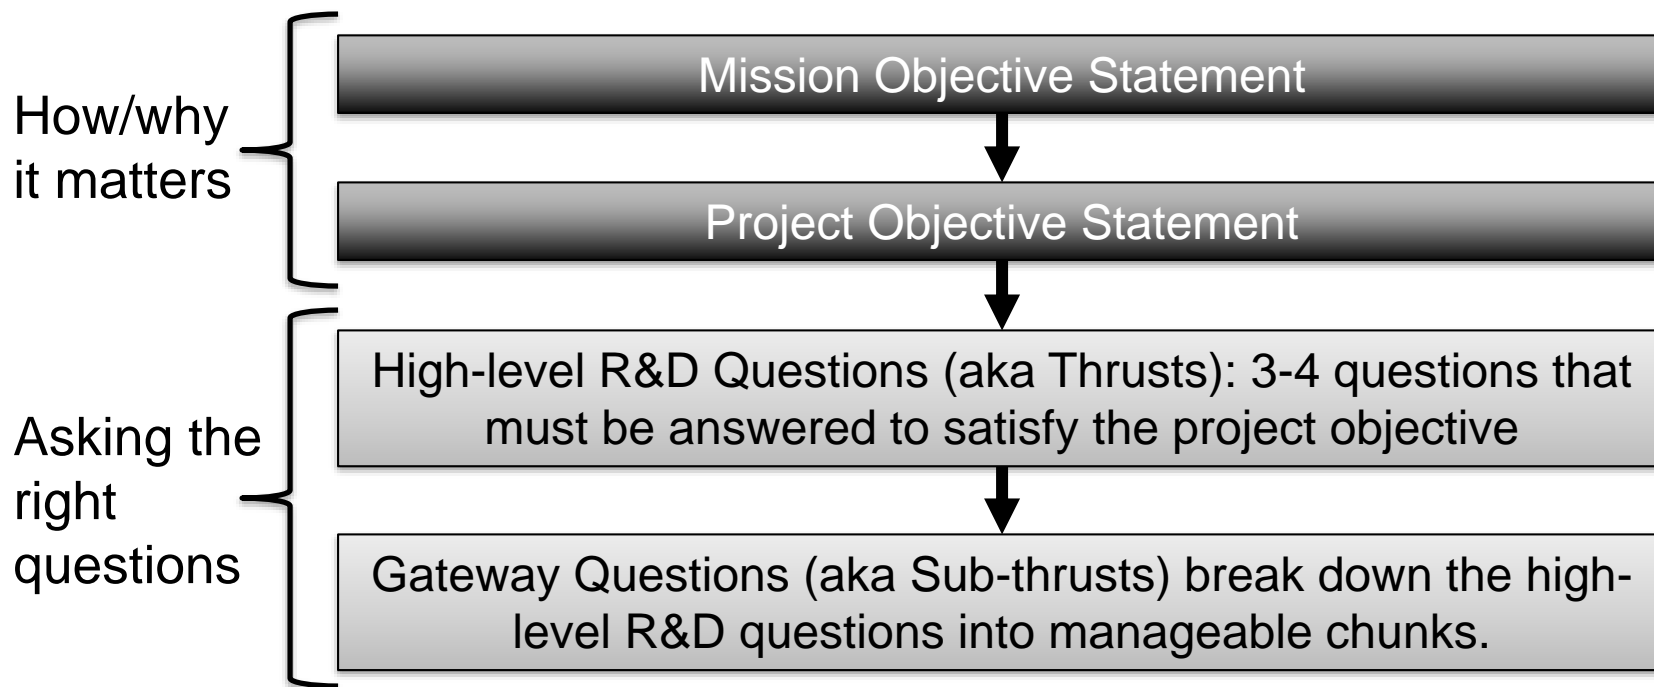 How/why
it matters
Mission Objective Statement
Project Objective Statement
Asking the
right
questions
High-level R&D Questions (aka Thrusts): 3-4 questions that
must be answered to satisfy the project objective
Gateway Questions (aka Sub-thrusts) break down the high-
level R&D questions into manageable chunks.